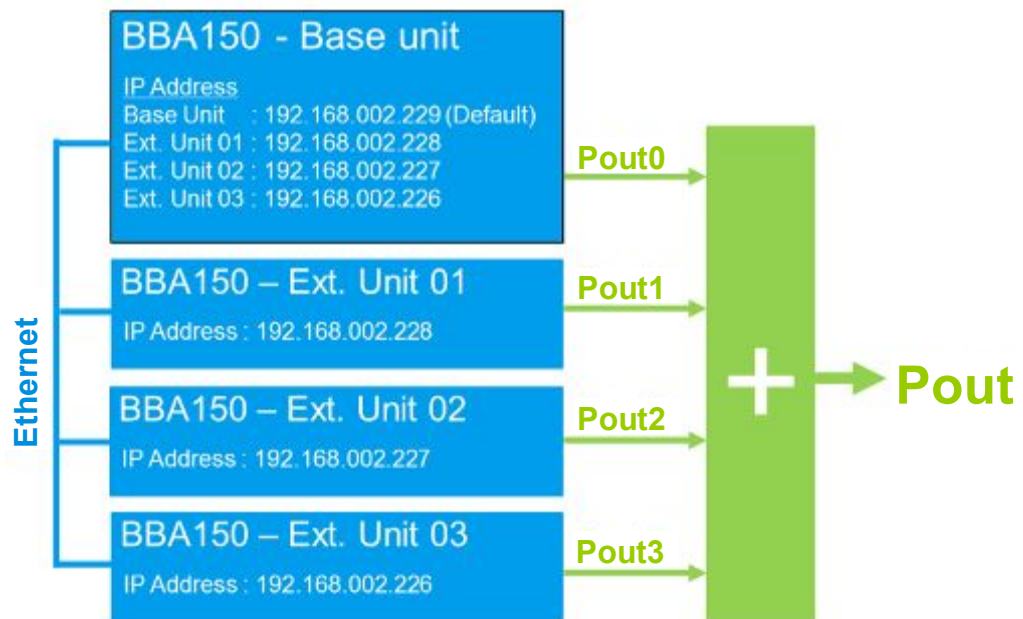 BBA150 - Base unit
IP Address
Base Unit : 192.168.002.229 (Default)
Ext. Unit 01 : 192.168.002.228
Ext. Unit 02 : 192.168.002.227
Ext. Unit 03 : 192.168.002.226
Pout0
BBA150 – Ext. Unit 01
IP Address : 192.168.002.228
Pout1
Ethernet
+
Pout
BBA150 – Ext. Unit 02
IP Address : 192.168.002.227
Pout2
BBA150 – Ext. Unit 03
IP Address : 192.168.002.226
Pout3